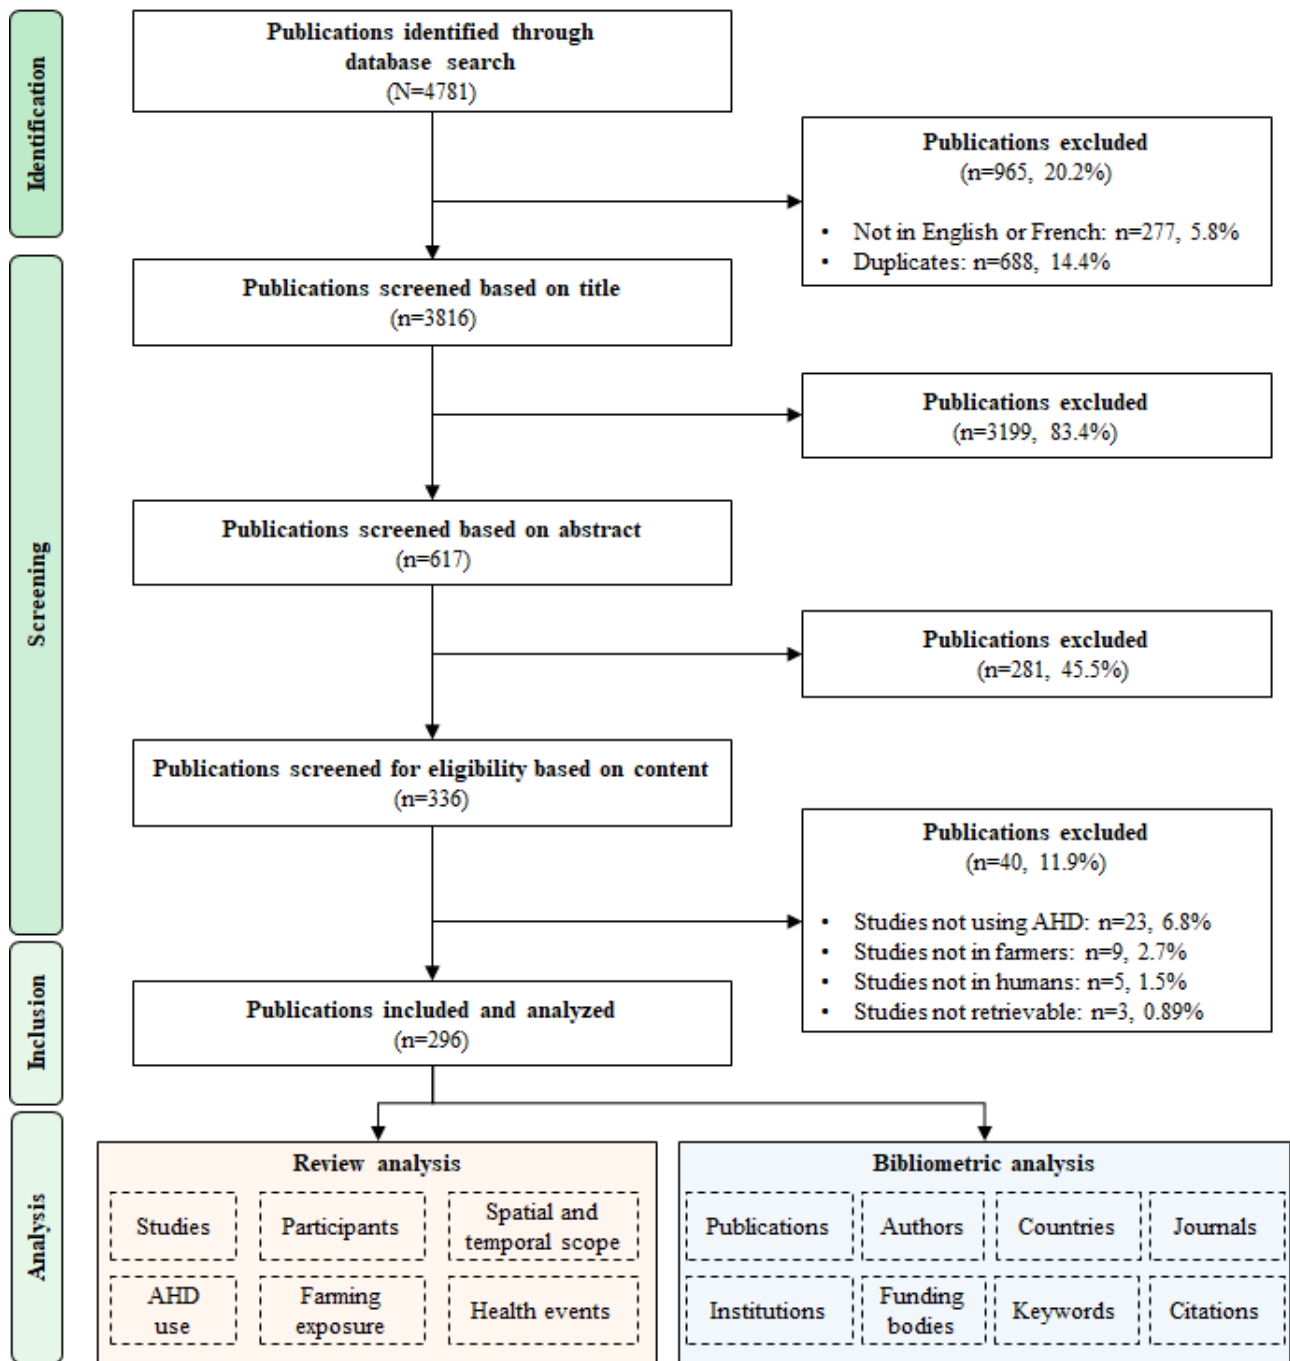 Identification
Publications identified through
database search
(N=4781)
Publications excluded
(n=965, 20.2%)
• Not in English or French: n=277, 5.8%
• Duplicates: n=688, 14.4%
Screening
Publications screened based on title
(n=3816)
Publications excluded
(n=3199, 83.4%)
Publications screened based on abstract
(n=617)
Publications excluded
(n=281, 45.5%)
Publications screened for eligibility based on content
(n=336)
Publications excluded
(n=40, 11.9%)
• Studies not using AHD: n=23, 6.8%
• Studies not in farmers: n=9, 2.7%
• Studies not in humans: n=5, 1.5%
• Studies not retrievable: n=3, 0.89%
Inclusion
Publications included and analyzed
(n=296)
Analysis
Review analysis
Studies
Participants
Spatial and
temporal scope
AHD
use
Farming
exposure
Health events
Bibliometric analysis
Publications
Authors
Countries
Journals
Institutions
Funding
bodies
Keywords
Citations